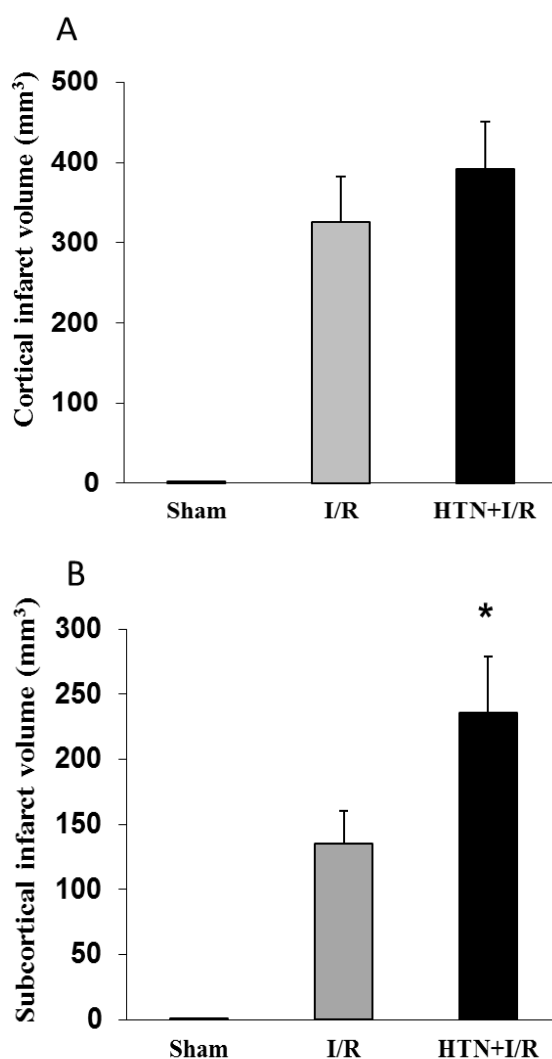 A
Cortical infarct volume (mm³)
500
400
300
200
100
0
Sham I/R HTN+I/R
B
Subcortical infarct volume (mm³)
*
300
250
200
150
100
50
0
Sham I/R HTN+I/R